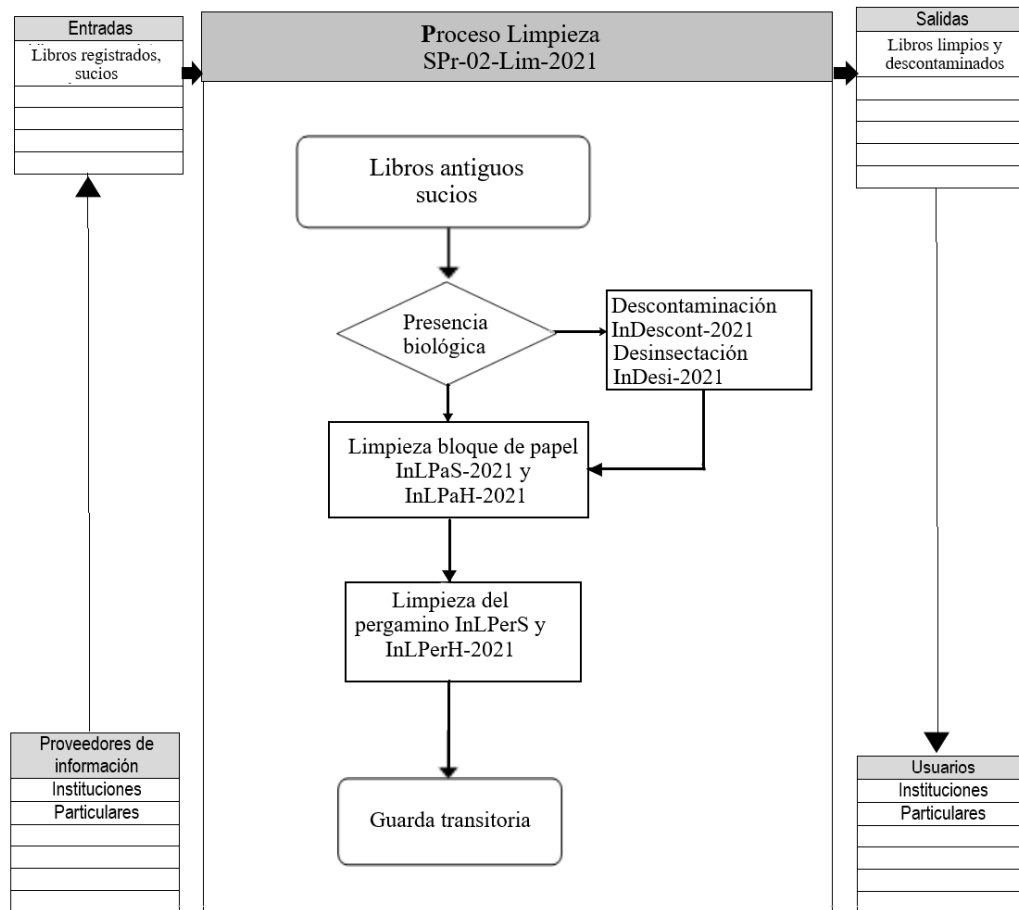 Entradas
Libros registrados,
sucios
Proceso Limpieza
SPr-02-Lim-2021
Salidas
Libros limpios y
descontaminados
Libros antiguos
sucios
Presencia
biológica
Descontaminación
InDescont-2021
Desinsectación
InDesi-2021
Limpieza bloque de papel
InLPaS-2021 y
InLPaH-2021
Limpieza del
pergamino InLPerS y
InLPerH-2021
Guarda transitoria
Proveedores de
información
Instituciones
Particulares
Usuarios
Instituciones
Particulares